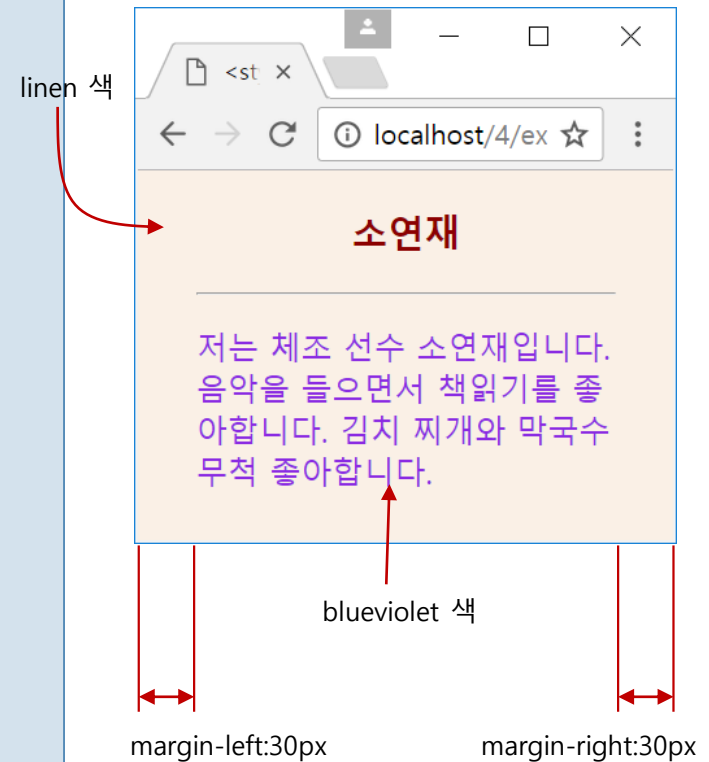 <st
localhost/4/ex
linen 색
소연재
저는 체조 선수 소연재입니다.
음악을 들으면서 책읽기를 좋
아합니다. 김치 찌개와 막국수
무척 좋아합니다.
blueviolet 색
margin-left:30px
margin-right:30px